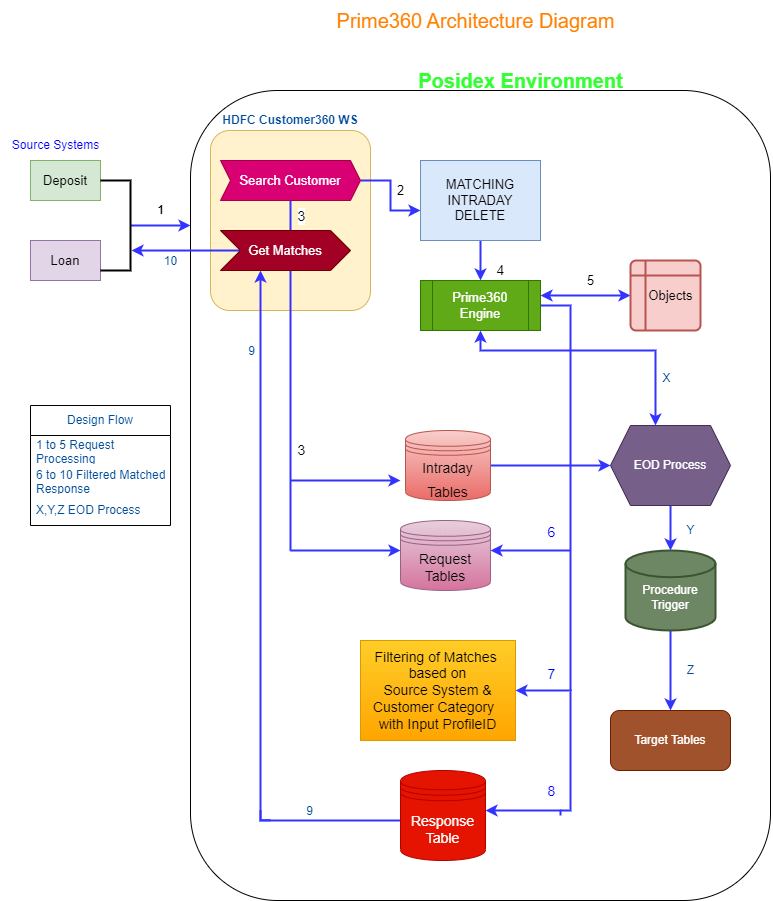 Prime360 Architecture Diagram
Posidex Environment
HDFC Customer360 WS
Source Systems
Deposit
Loan
1
10
Search Customer
3
Get Matches
2
MATCHING
INTRADAY
DELETE
4
Prime360
Engine
5
Objects
X
9
Design Flow
1 to 5 Request
Processing
6 to 10 Filtered Matched
Response
X,Y,Z EOD Process
3
Intraday
Tables
EOD Process
Request
Tables
6
Y
Procedure
Trigger
Filtering of Matches
based on
Source System &
Customer Category
with Input ProfileID
7
Z
Target Tables
8
9
Response
Table